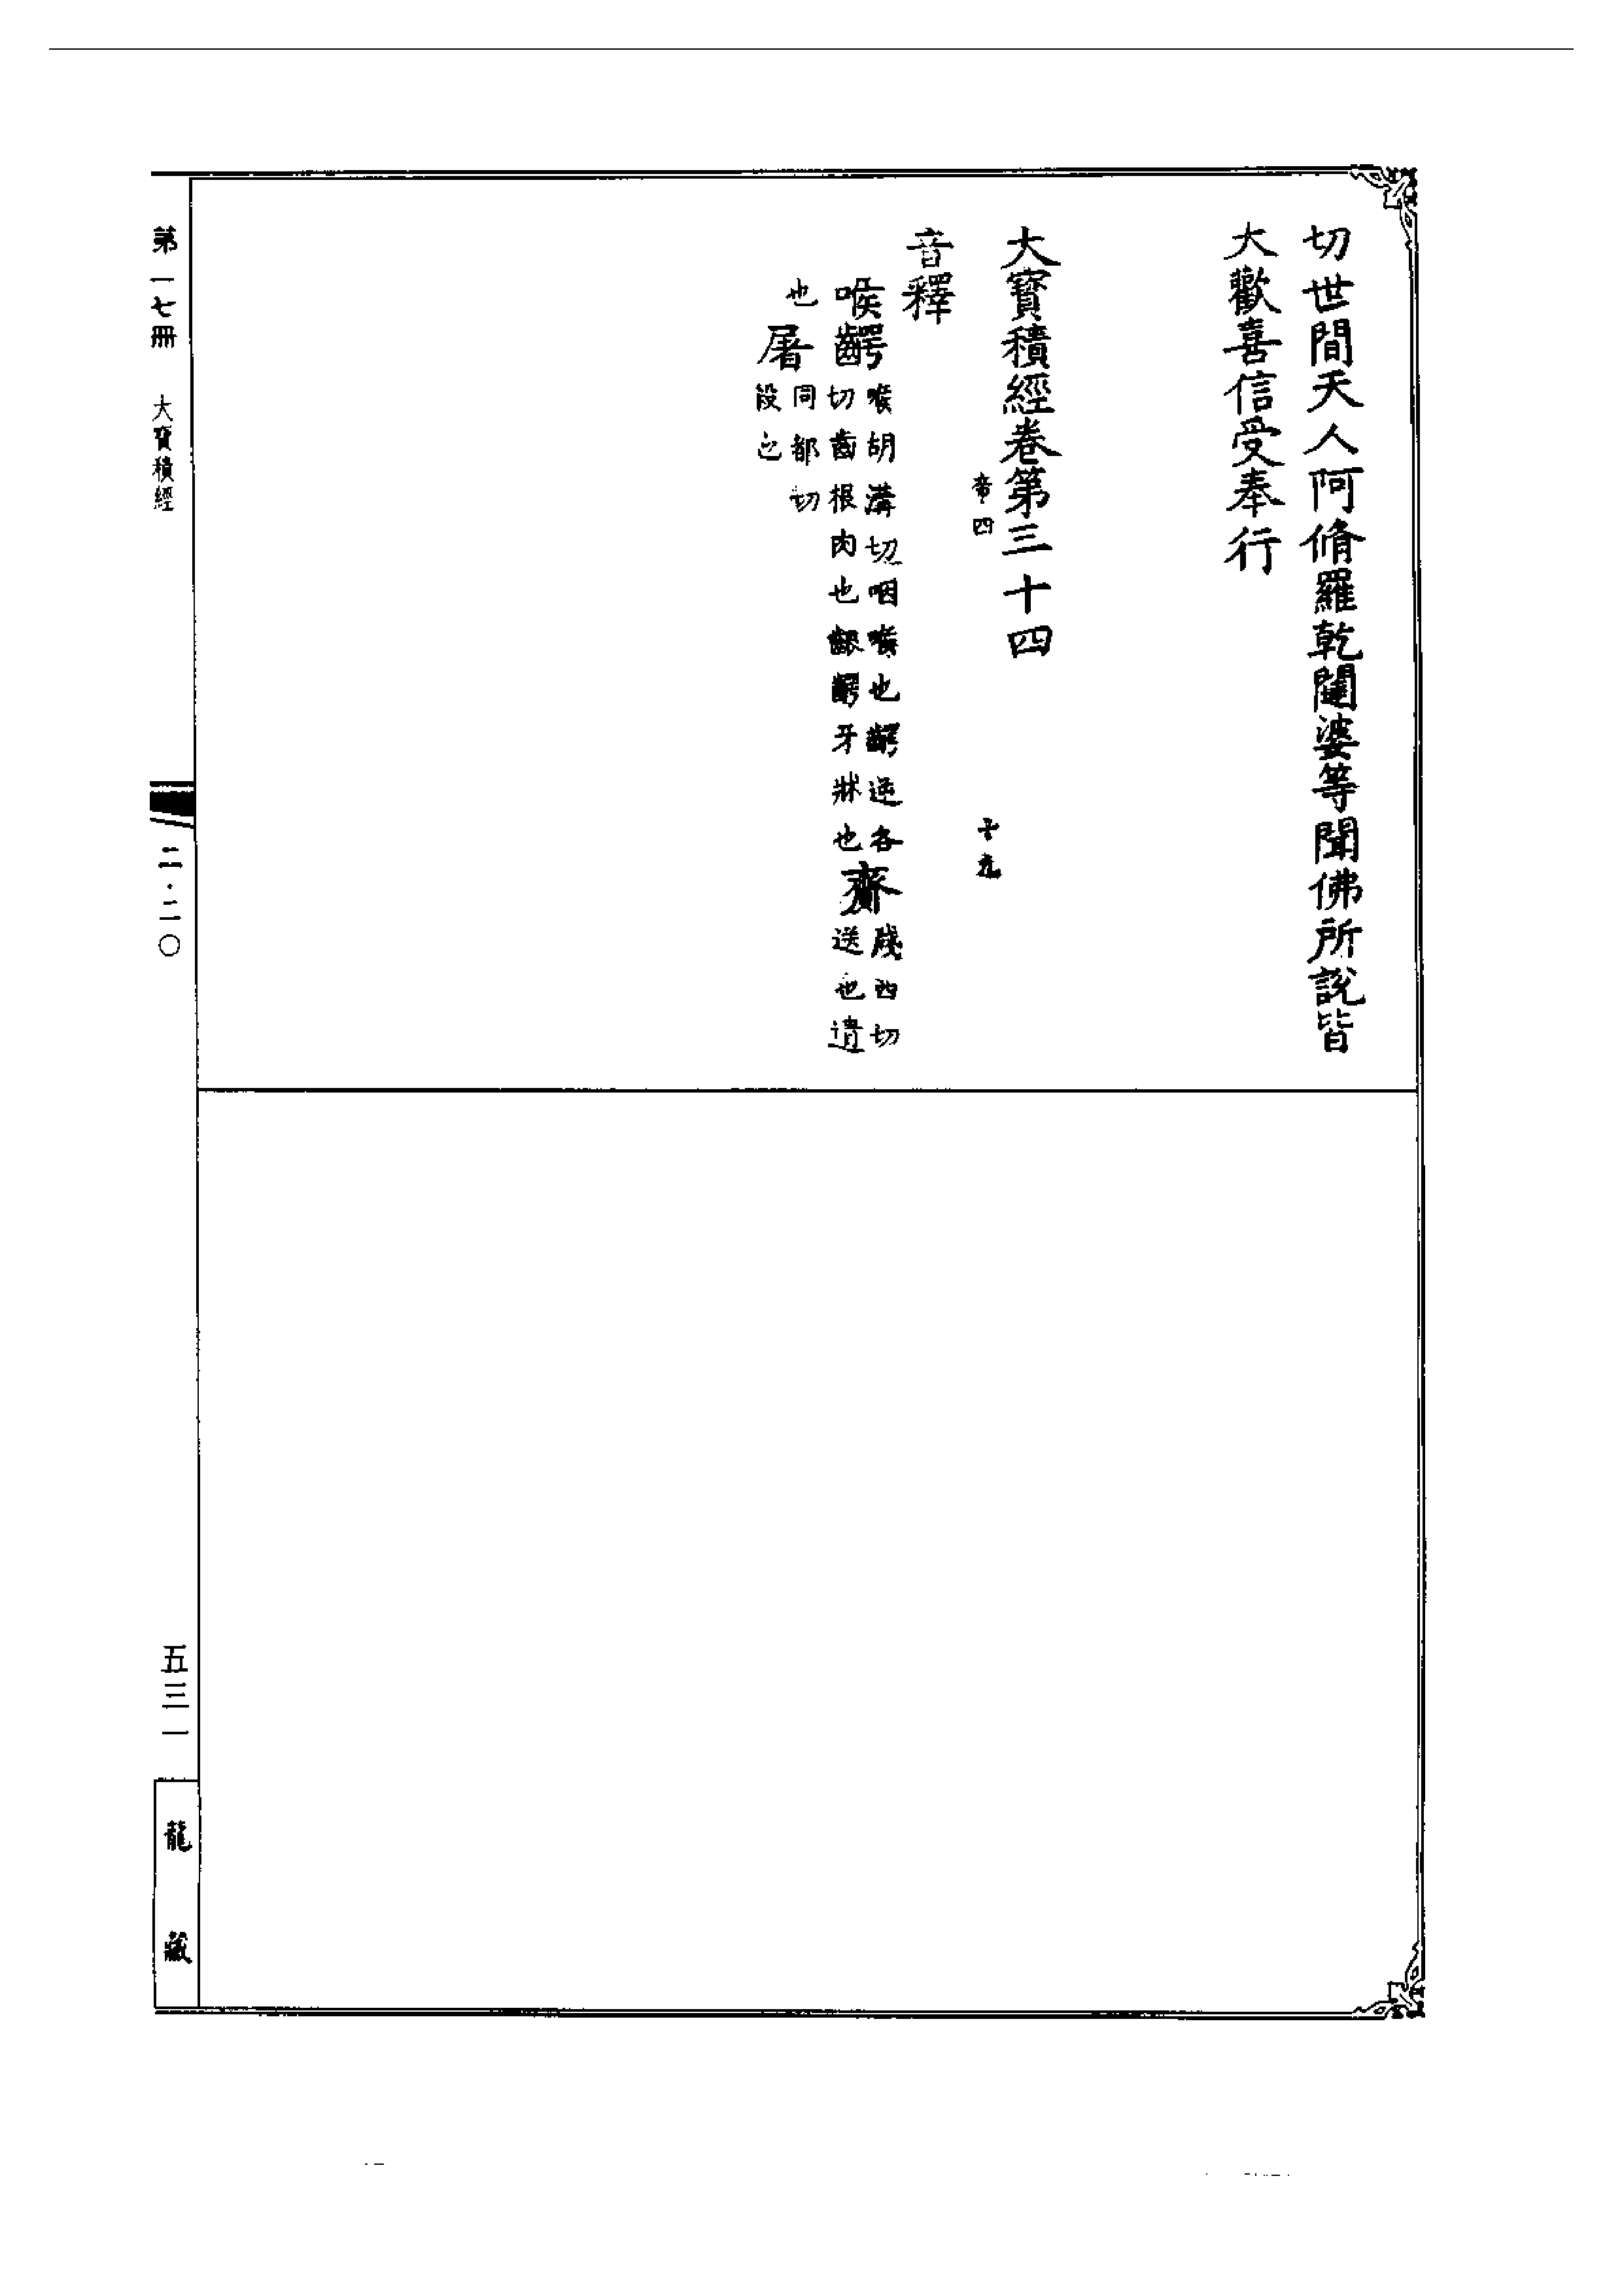 切世間天人阿脩羅乾闥婆等聞佛所說皆
大歡喜信受奉行
大寶積經卷第三十四
帝四
十九
音釋
喉齶
喉胡溝切咽喉也齶逆各
切齒根肉也齦齶牙牀也
齎
牋西切
送也遺
也
屠
同都切
段也
第一七冊 大寶積經
二·二〇
五三一
龍藏